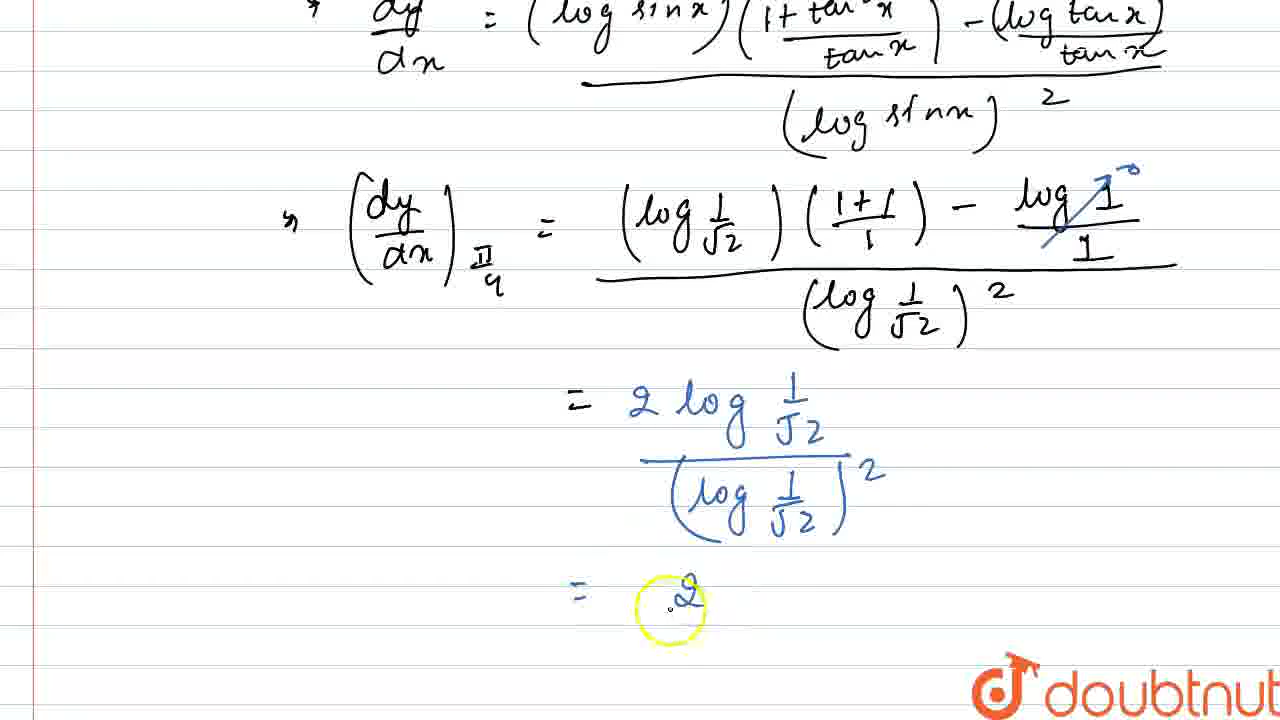 ⇒ dy/dx = (log sin x) ((1 + tan² x)/tan x) − (log tan x)/tan x
(log sin x)²
⇒ (dy/dx) π/4 = (log 1/√2) ((1+1)/1) − log 1/1 → 0
(log 1/√2)²
= 2 log 1/√2
(log 1/√2)²
= 2
doubtnut